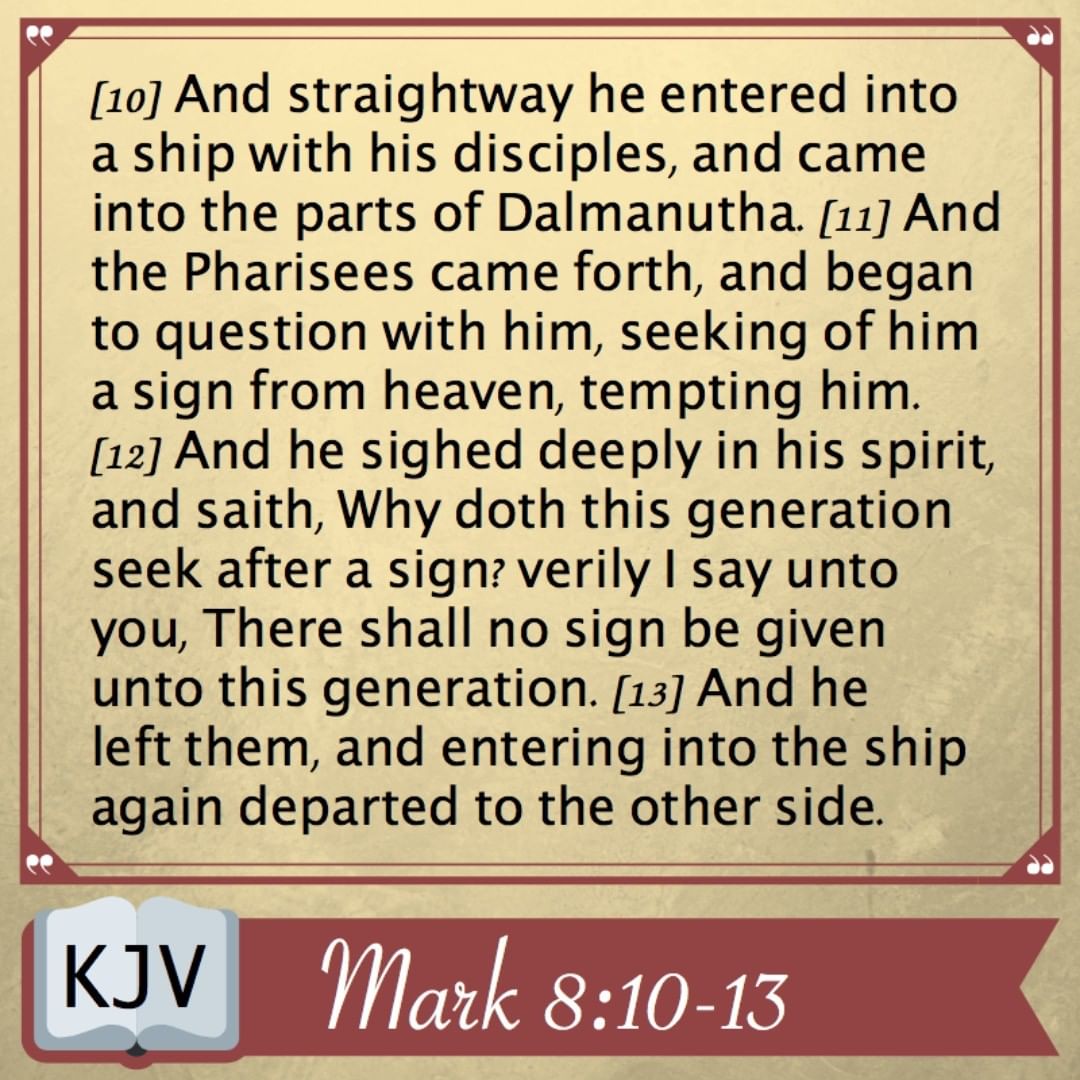 [10] And straightway he entered into
a ship with his disciples, and came
into the parts of Dalmanutha. [11] And
the Pharisees came forth, and began
to question with him, seeking of him
a sign from heaven, tempting him.
[12] And he sighed deeply in his spirit,
and saith, Why doth this generation
seek after a sign? verily I say unto
you, There shall no sign be given
unto this generation. [13] And he
left them, and entering into the ship
again departed to the other side.
KJV
Mark 8:10-13